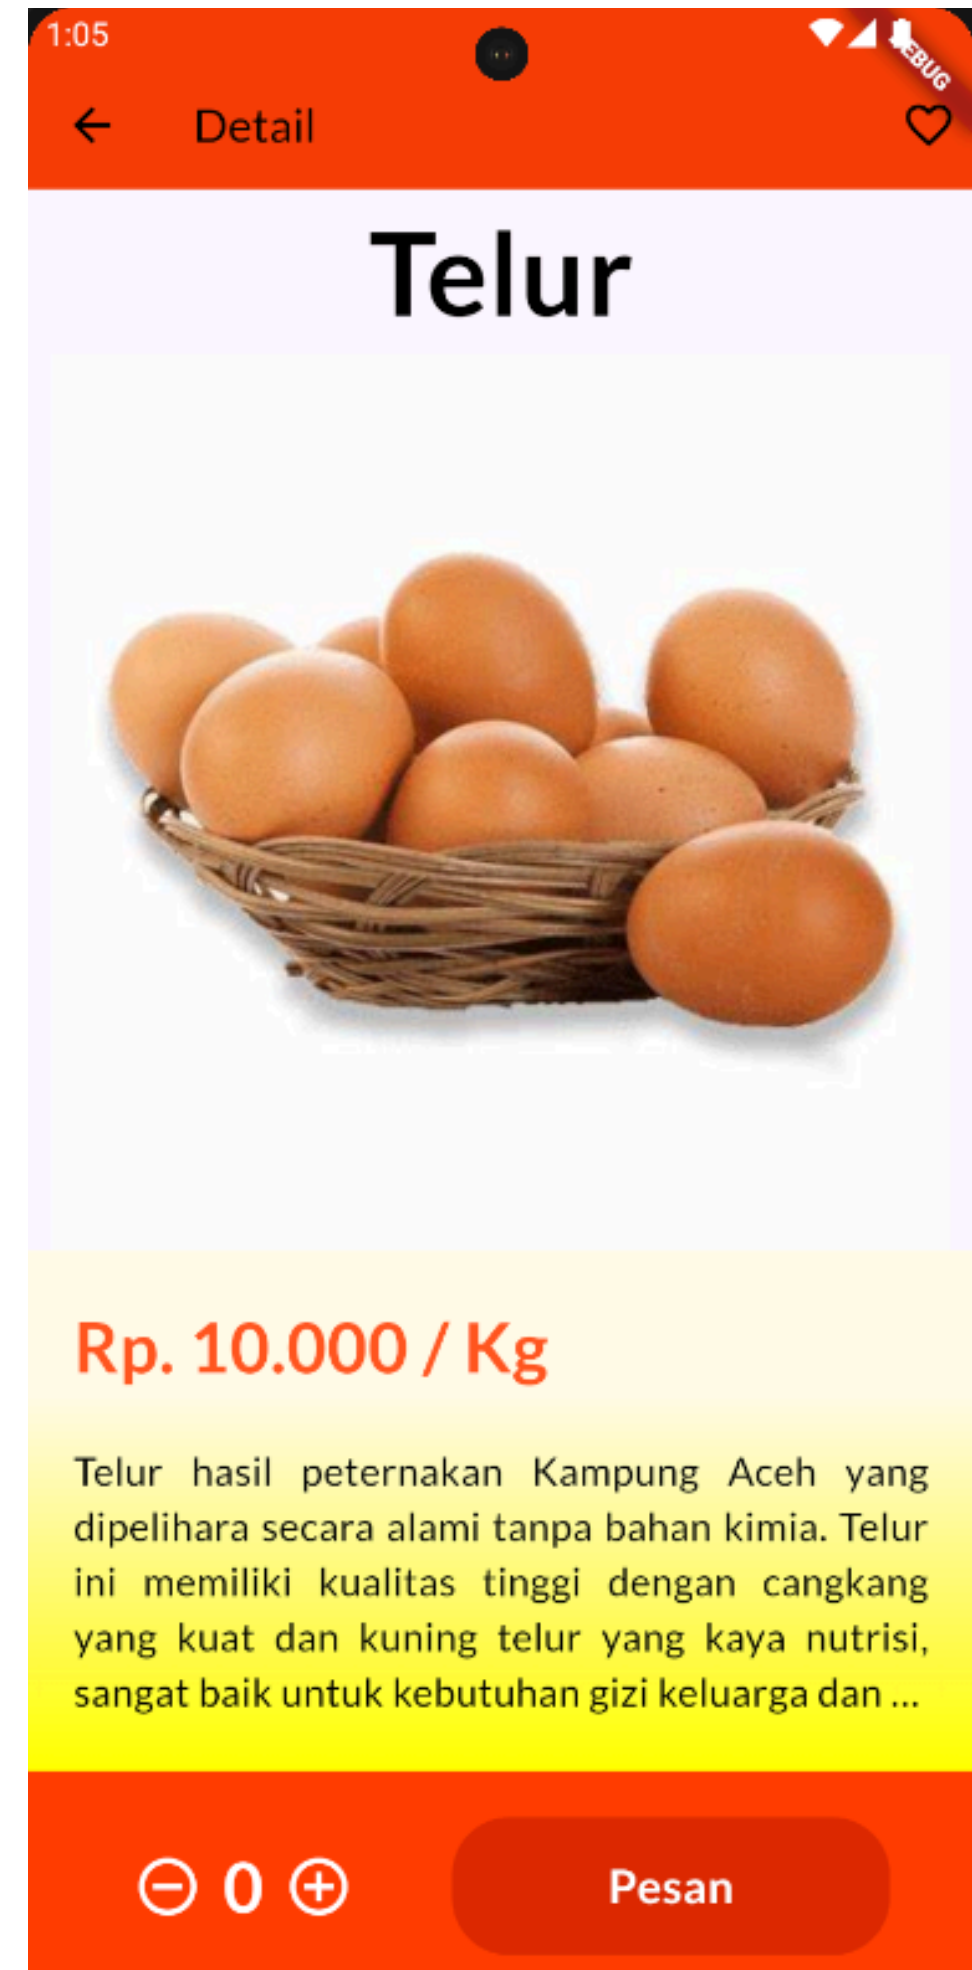 1:05
EBUG
Detail
Telur
Rp. 10.000 / Kg
Telur hasil peternakan Kampung Aceh yang
dipelihara secara alami tanpa bahan kimia. Telur
ini memiliki kualitas tinggi dengan cangkang
yang kuat dan kuning telur yang kaya nutrisi,
sangat baik untuk kebutuhan gizi keluarga dan ...
0
Pesan